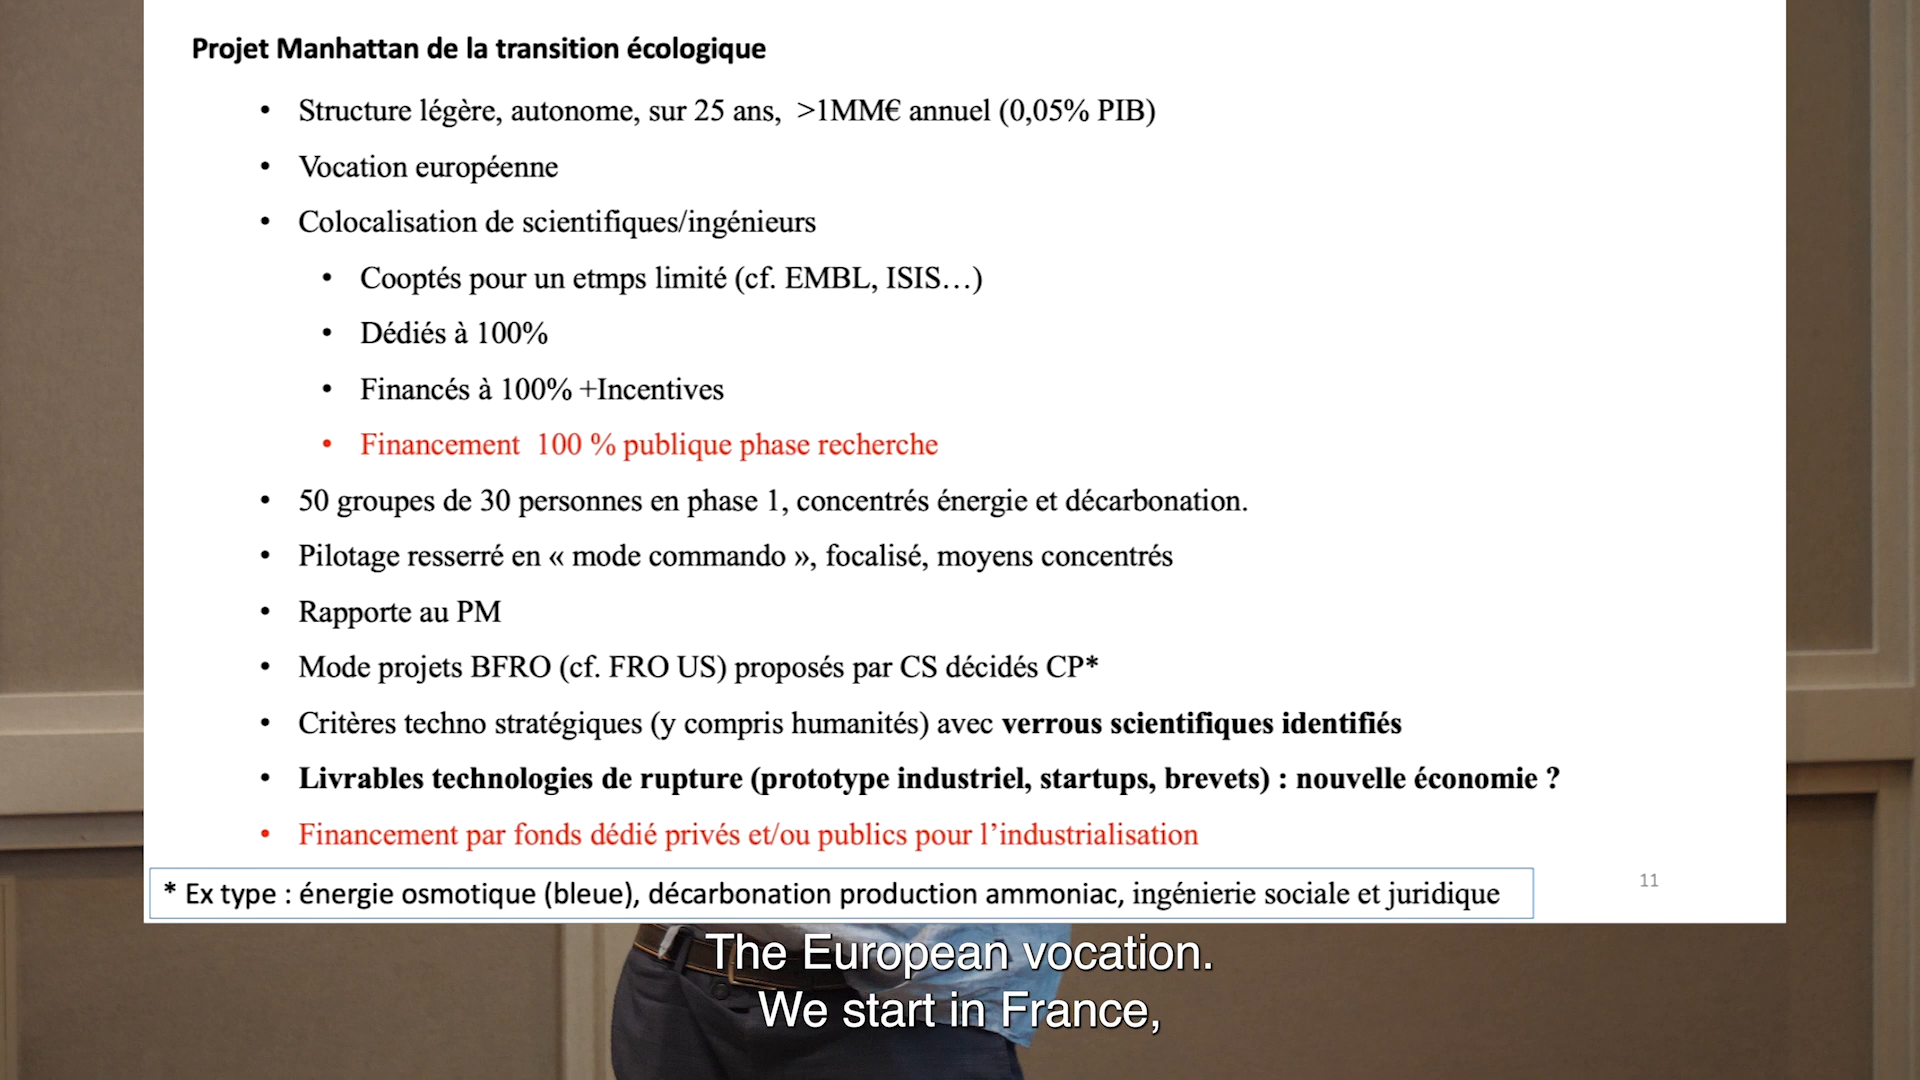 Projet Manhattan de la transition écologique
• Structure légère, autonome, sur 25 ans, >1MM€ annuel (0,05% PIB)
• Vocation européenne
• Colocalisation de scientifiques/ingénieurs
• Cooptés pour un etmps limité (cf. EMBL, ISIS…)
• Dédiés à 100%
• Financés à 100% +Incentives
• Financement 100 % publique phase recherche
• 50 groupes de 30 personnes en phase 1, concentrés énergie et décarbonation.
• Pilotage resserré en « mode commando », focalisé, moyens concentrés
• Rapporte au PM
• Mode projets BFRO (cf. FRO US) proposés par CS décidés CP*
• Critères techno stratégiques (y compris humanités) avec verrous scientifiques identifiés
• Livrables technologies de rupture (prototype industriel, startups, brevets) : nouvelle économie ?
• Financement par fonds dédié privés et/ou publics pour l’industrialisation
* Ex type : énergie osmotique (bleue), décarbonation production ammoniac, ingénierie sociale et juridique
11
The European vocation.
We start in France,